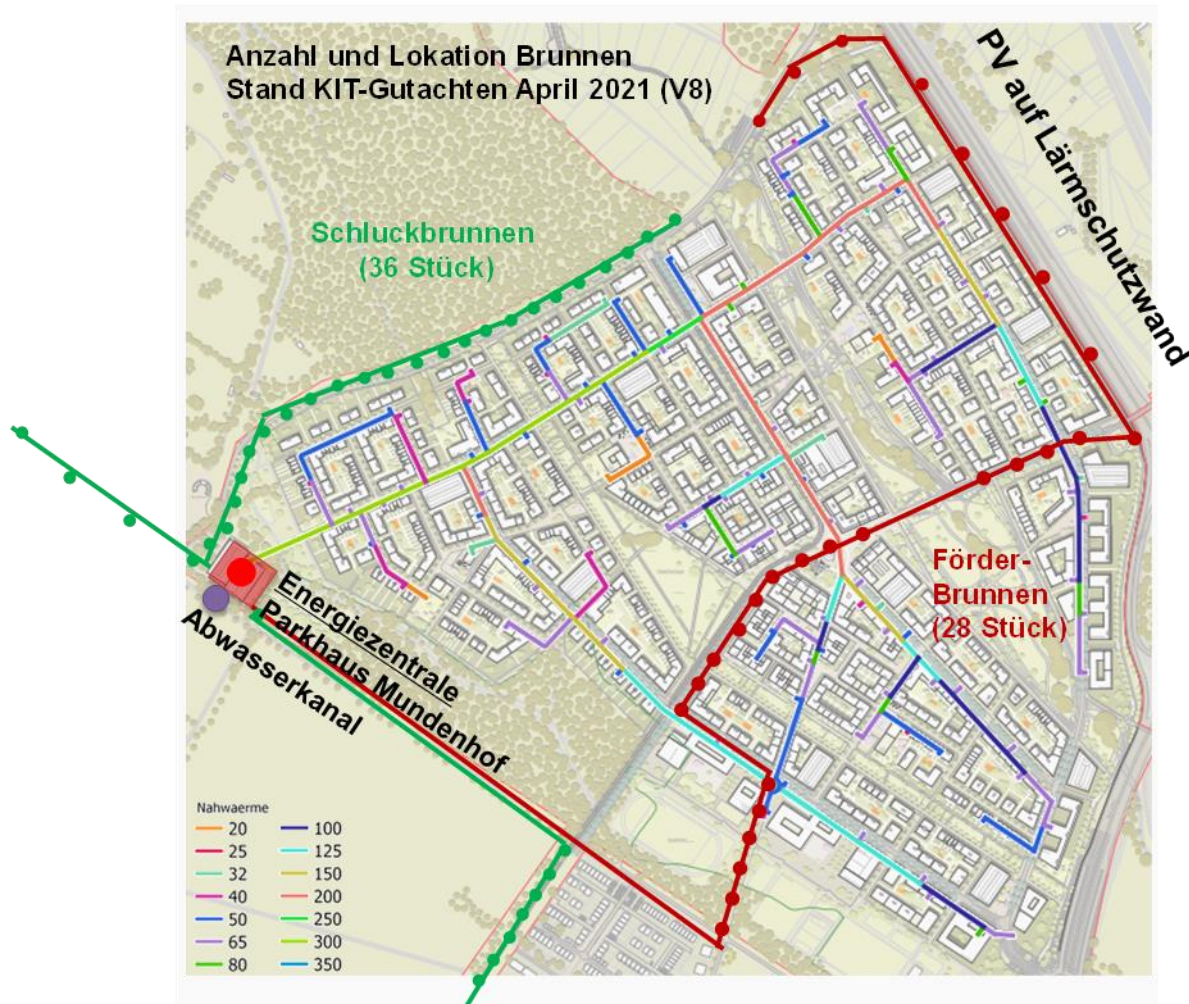 Anzahl und Lokation Brunnen
Stand KIT-Gutachten April 2021 (V8)
PV auf Lärmschutzwand
Schluckbrunnen
(36 Stück)
Förder-
Brunnen
(28 Stück)
Energiezentrale
Parkhaus Mundenhof
Abwasserkanal
Nahwaerme
20
25
32
40
50
65
80
100
125
150
200
250
300
350